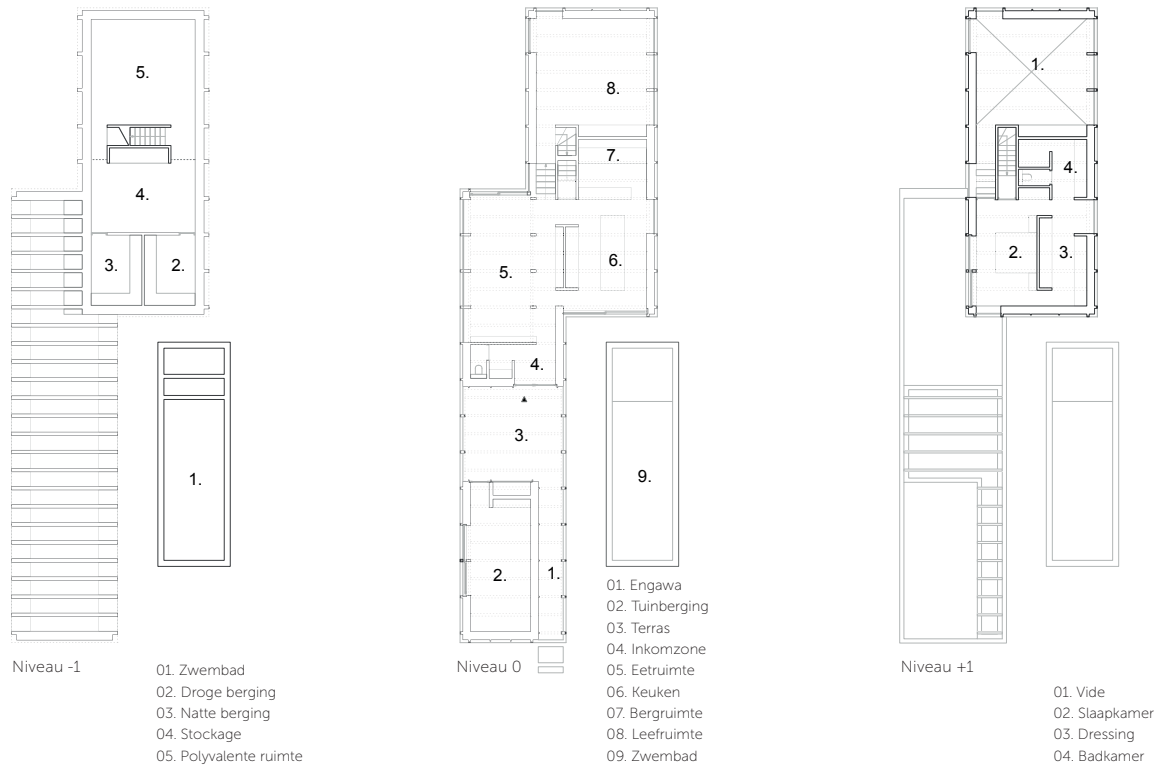 5.
4.
3.
2.
1.
Niveau -1
01. Zwembad
02. Droge berging
03. Natte berging
04. Stockage
05. Polyvalente ruimte
8.
7.
6.
5.
4.
3.
9.
2.
1.
Niveau 0
01. Engawa
02. Tuinberging
03. Terras
04. Inkomzone
05. Eetruimte
06. Keuken
07. Bergruimte
08. Leefruimte
09. Zwembad
1.
4.
2.
3.
Niveau +1
01. Vide
02. Slaapkamer
03. Dressing
04. Badkamer